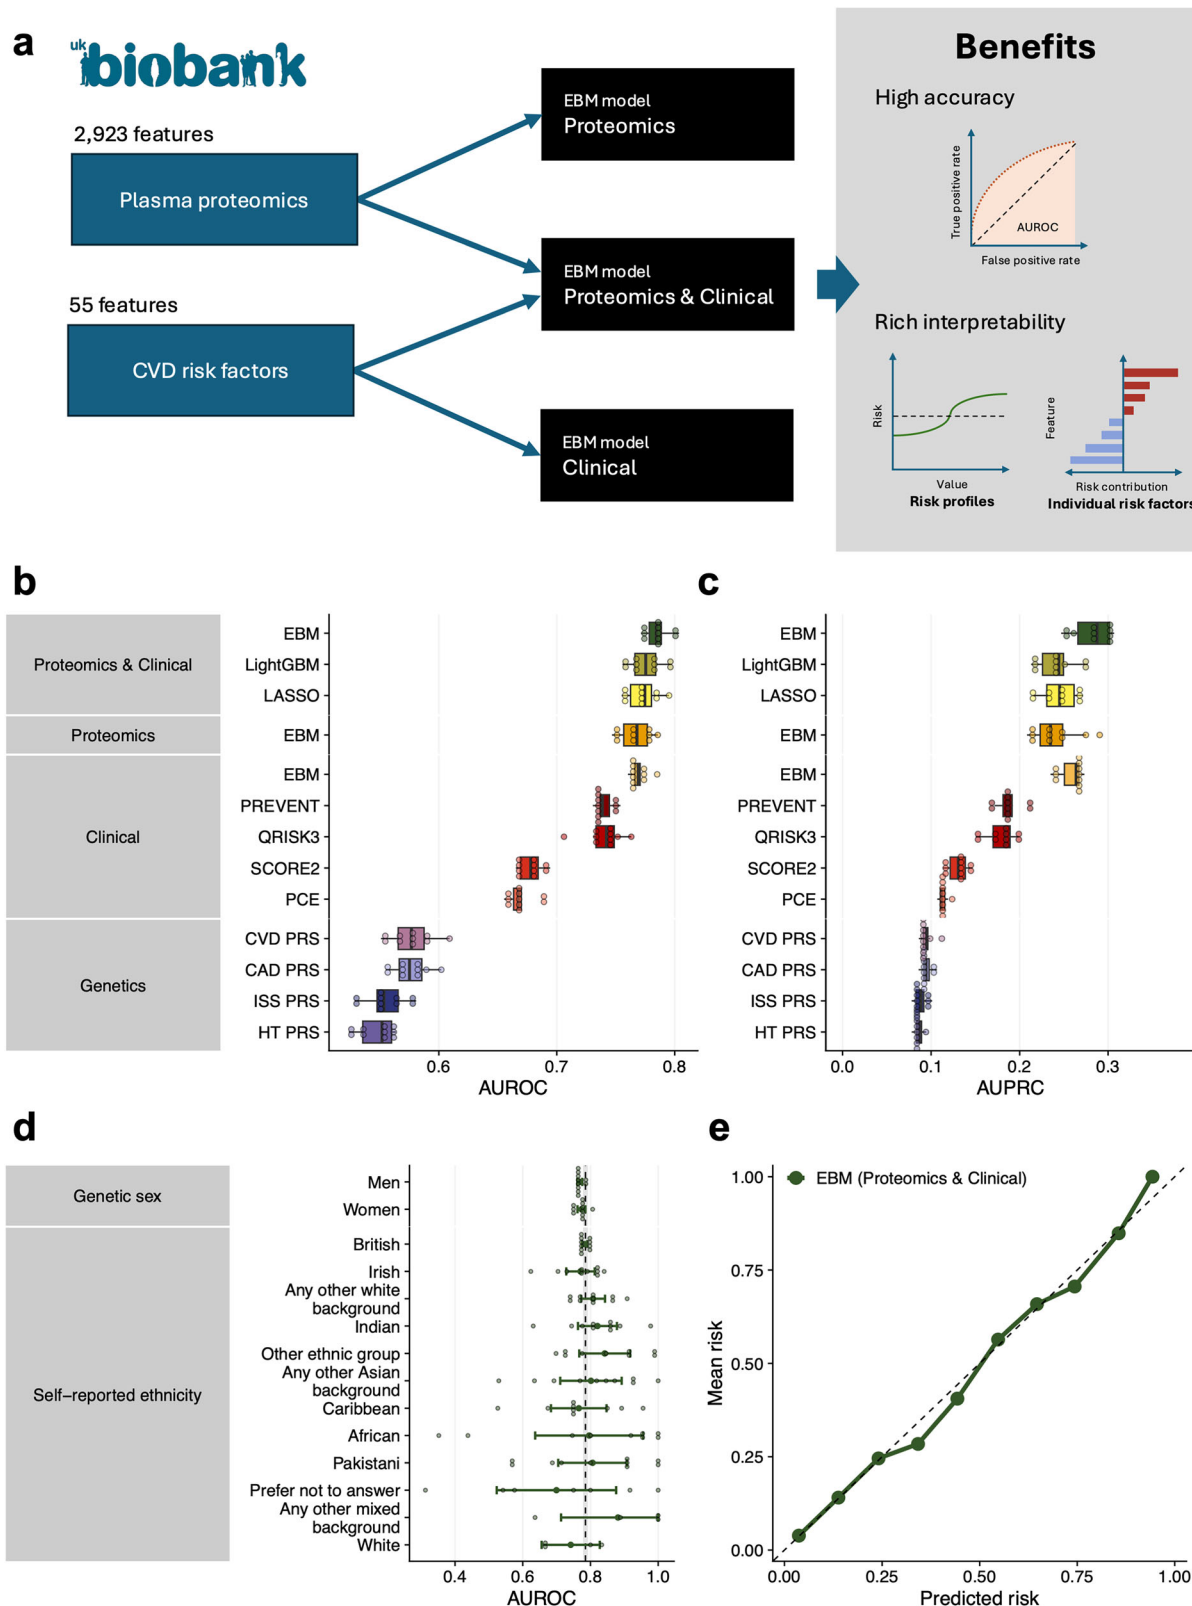 a
uk
biobank
2,923 features
Plasma proteomics
55 features
CVD risk factors
EBM model
Proteomics
EBM model
Proteomics & Clinical
EBM model
Clinical
Benefits
High accuracy
True positive rate
AUROC
False positive rate
Rich interpretability
Risk
Value
Risk profiles
Feature
Risk contribution
Individual risk factors
b
Proteomics & Clinical
Proteomics
Clinical
Genetics
EBM
LightGBM
LASSO
EBM
EBM
PREVENT
QRISK3
SCORE2
PCE
CVD PRS
CAD PRS
ISS PRS
HT PRS
0.6 0.7 0.8
AUROC
c
EBM
LightGBM
LASSO
EBM
EBM
PREVENT
QRISK3
SCORE2
PCE
CVD PRS
CAD PRS
ISS PRS
HT PRS
0.0 0.1 0.2 0.3
AUPRC
d
Genetic sex
Self–reported ethnicity
Men
Women
British
Irish
Any other white
background
Indian
Other ethnic group
Any other Asian
background
Caribbean
African
Pakistani
Prefer not to answer
Any other mixed
background
White
0.4 0.6 0.8 1.0
AUROC
e
EBM (Proteomics & Clinical)
Mean risk
1.00
0.75
0.50
0.25
0.00
0.00 0.25 0.50 0.75 1.00
Predicted risk